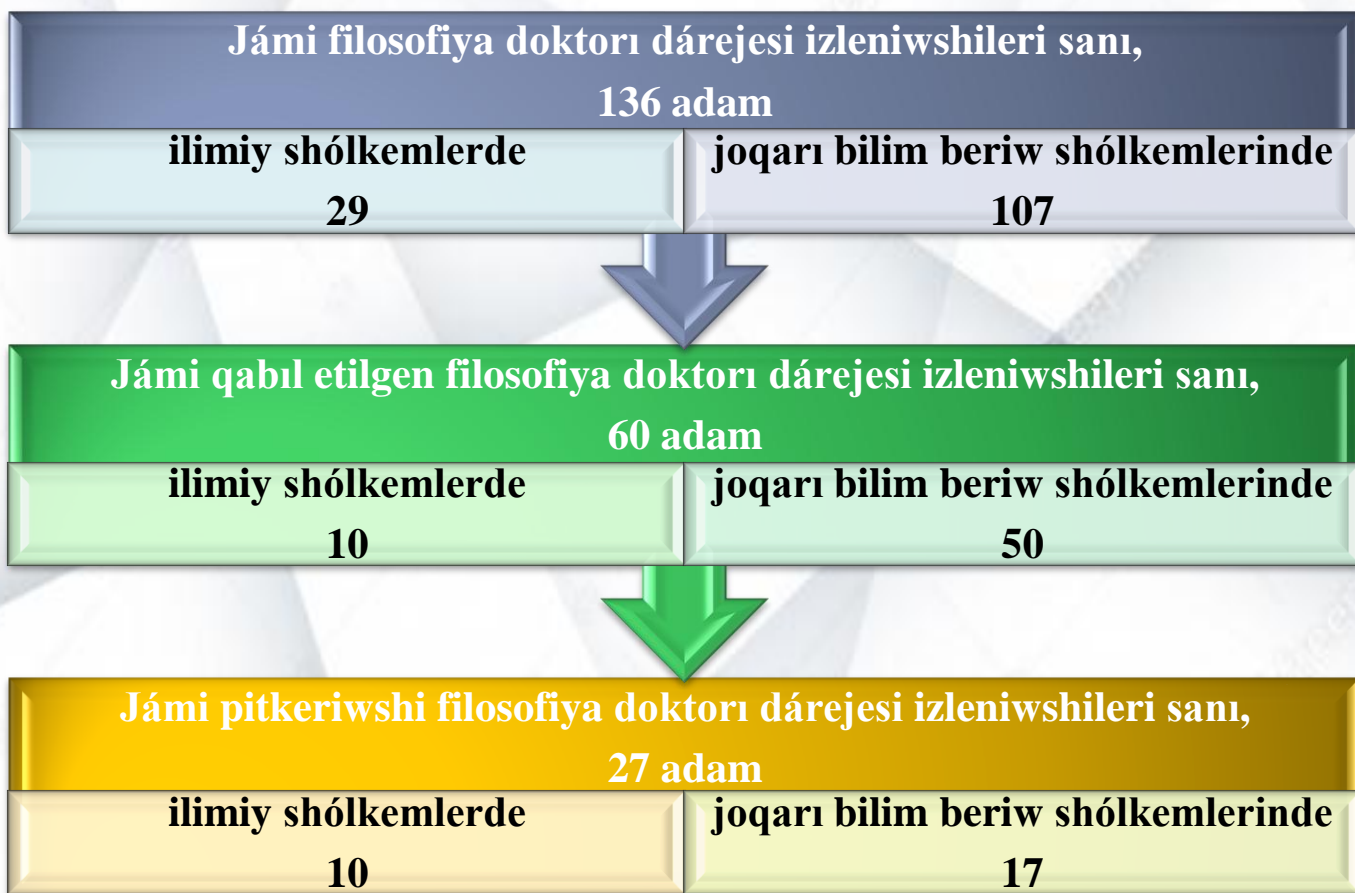 Jámi filosofiya doktorı dárejesi izleniwshileri sanı,
136 adam
ilimiy shólkemlerde
29
joqarı bilim beriw shólkemlerinde
107
Jámi qabıl etilgen filosofiya doktorı dárejesi izleniwshileri sanı,
60 adam
ilimiy shólkemlerde
10
joqarı bilim beriw shólkemlerinde
50
Jámi pitkeriwshi filosofiya doktorı dárejesi izleniwshileri sanı,
27 adam
ilimiy shólkemlerde
10
joqarı bilim beriw shólkemlerinde
17